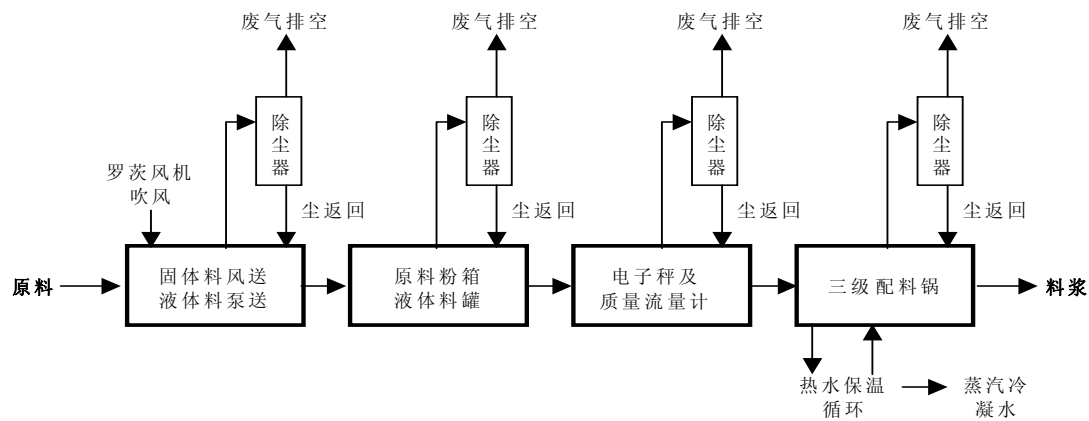 废气排空
废气排空
废气排空
废气排空
除尘器
除尘器
除尘器
除尘器
罗茨风机
吹风
尘返回
尘返回
尘返回
尘返回
原料
固体料风送
液体料泵送
原料粉箱
液体料罐
电子秤及
质量流量计
三级配料锅
料浆
热水保温
循环
蒸汽冷
凝水